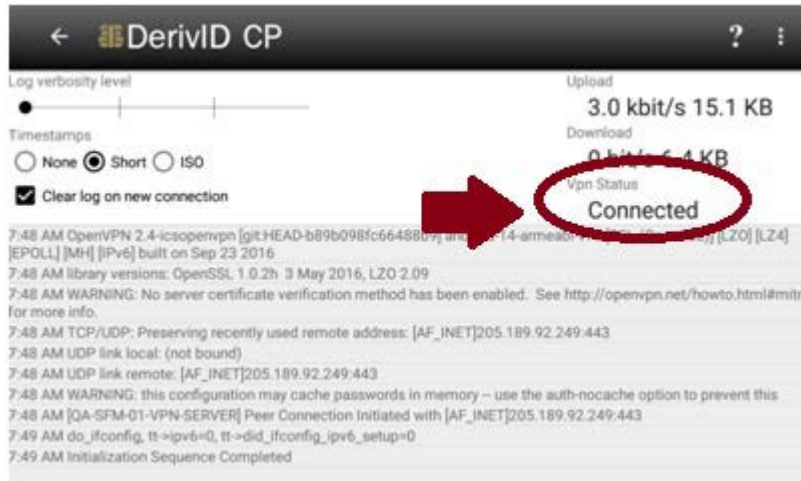 DerivID CP
?
Log verbosity level
Upload
3.0 kbit/s 15.1 KB
Timestamps
Download
0 bit/s 6.4 KB
None Short ISO
Vpn Status
Clear log on new connection
Connected
7:48 AM OpenVPN 2.4-icsopenvpn [git:HEAD-b89b098fc66488b9] [LZO] [LZ4]
[EPOLL] [MH] [IPv6] built on Sep 23 2016
7:48 AM library versions: OpenSSL 1.0.2h 3 May 2016, LZO 2.09
7:48 AM WARNING: No server certificate verification method has been enabled. See http://openvpn.net/howto.html#mitm
for more info.
7:48 AM TCP/UDP: Preserving recently used remote address: [AF_INET]205.189.92.249:443
7:48 AM UDP link local: (not bound)
7:48 AM UDP link remote: [AF_INET]205.189.92.249:443
7:48 AM WARNING: this configuration may cache passwords in memory -- use the auth-nocache option to prevent this
7:48 AM [QA-SFM-01-VPN-SERVER] Peer Connection Initiated with [AF_INET]205.189.92.249:443
7:49 AM do_ifconfig, tt->ipv6=0, tt->did_ifconfig_ipv6_setup=0
7:49 AM Initialization Sequence Completed